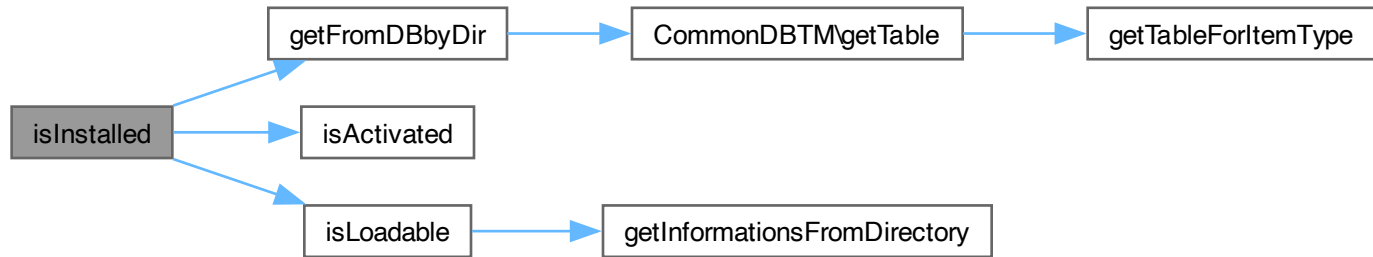 getFromDBbyDir
CommonDBTM\getTable
getTableForItemType
isInstalled
isActivated
isLoadable
getInformationsFromDirectory